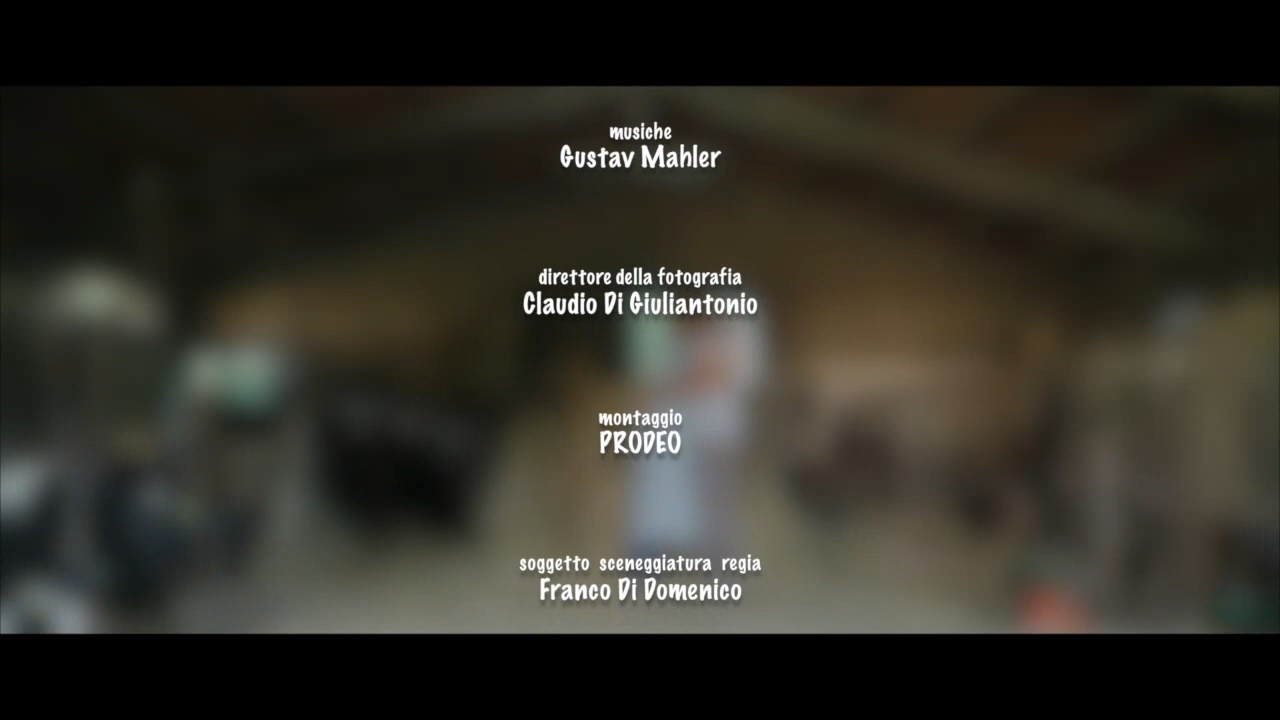 musiche
Gustav Mahler
direttore della fotografia
Claudio Di Giuliantonio
montaggio
PRODEO
soggetto sceneggiatura regia
Franco Di Domenico